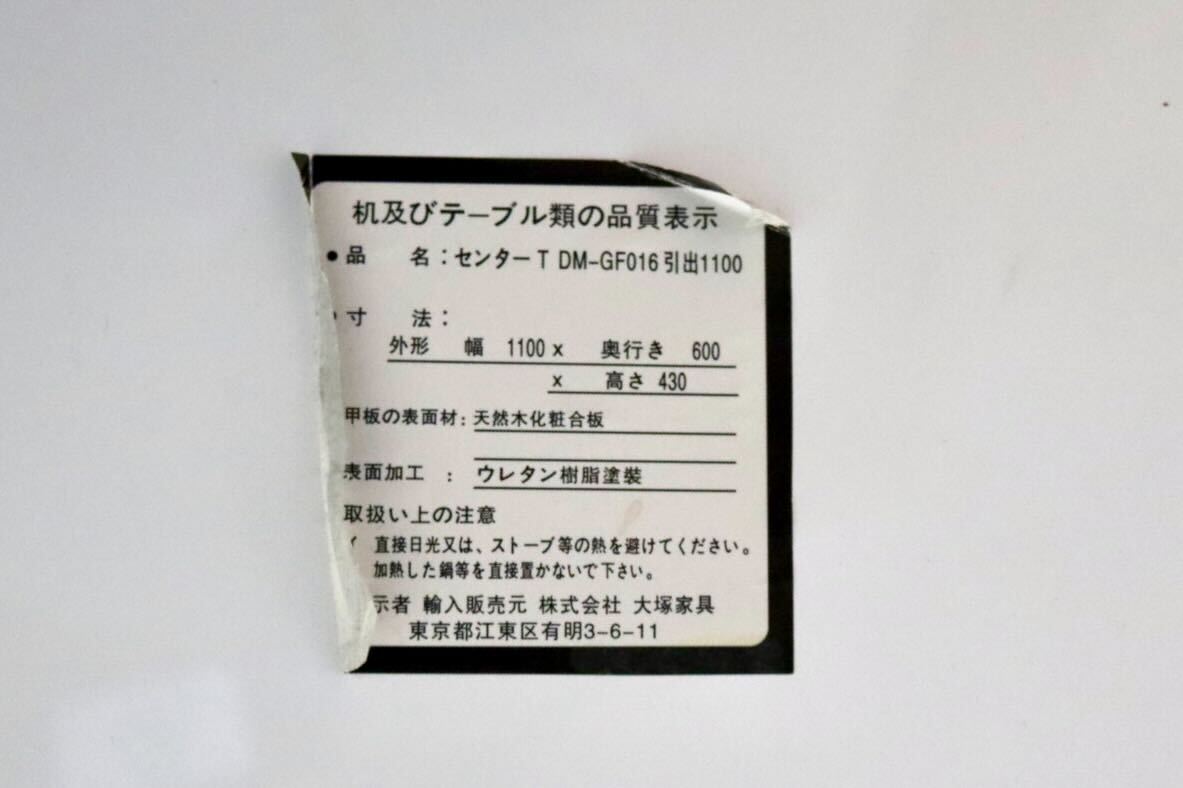 机及びテーブル類の品質表示
●品　名：センターT DM-GF016引出1100
寸　法：
外形　幅　1100 x　奥行き　600
x　高さ 430
甲板の表面材：天然木化粧合板
表面加工　：　ウレタン樹脂塗装
取扱い上の注意
直接日光又は、ストーブ等の熱を避けてください。
加熱した鍋等を直接置かないで下さい。
示者 輸入販売元 株式会社 大塚家具
東京都江東区有明3-6-11